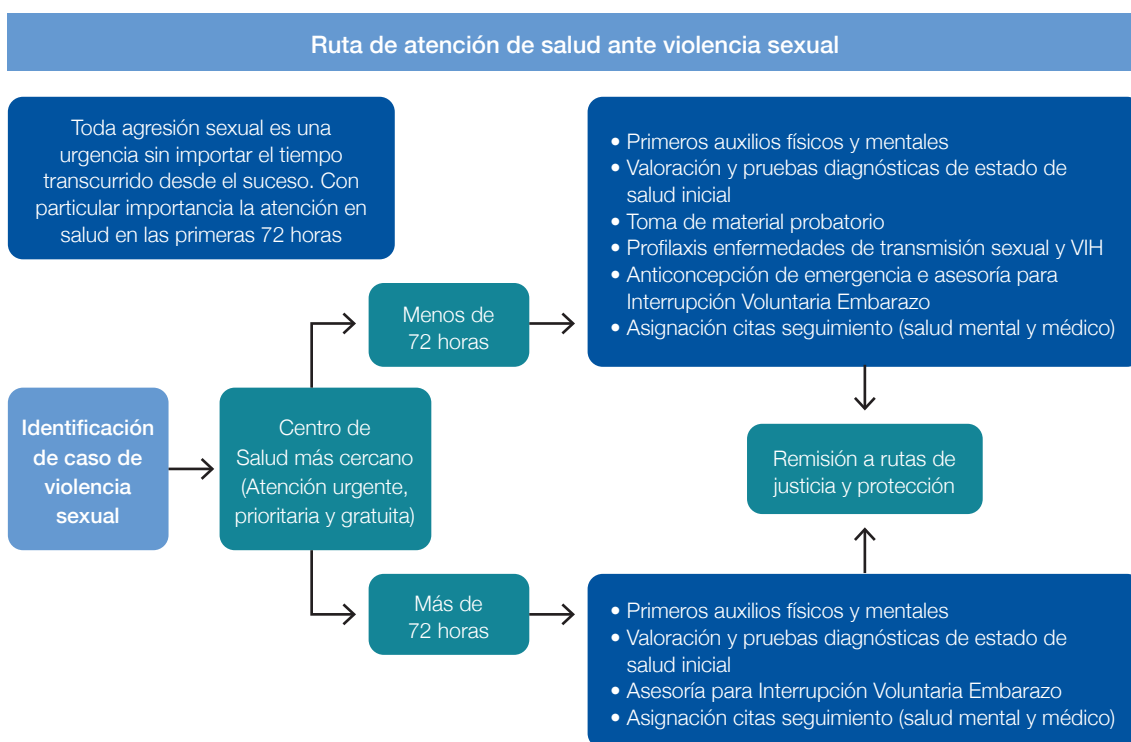 Ruta de atención de salud ante violencia sexual
Toda agresión sexual es una
urgencia sin importar el tiempo
transcurrido desde el suceso. Con
particular importancia la atención en
salud en las primeras 72 horas
• Primeros auxilios físicos y mentales
• Valoración y pruebas diagnósticas de estado de
salud inicial
• Toma de material probatorio
• Profilaxis enfermedades de transmisión sexual y VIH
• Anticoncepción de emergencia e asesoría para
Interrupción Voluntaria Embarazo
• Asignación citas seguimiento (salud mental y médico)
Menos de
72 horas
Identificación
de caso de
violencia
sexual
Centro de
Salud más cercano
(Atención urgente,
prioritaria y gratuita)
Remisión a rutas de
justicia y protección
Más de
72 horas
• Primeros auxilios físicos y mentales
• Valoración y pruebas diagnósticas de estado de
salud inicial
• Asesoría para Interrupción Voluntaria Embarazo
• Asignación citas seguimiento (salud mental y médico)